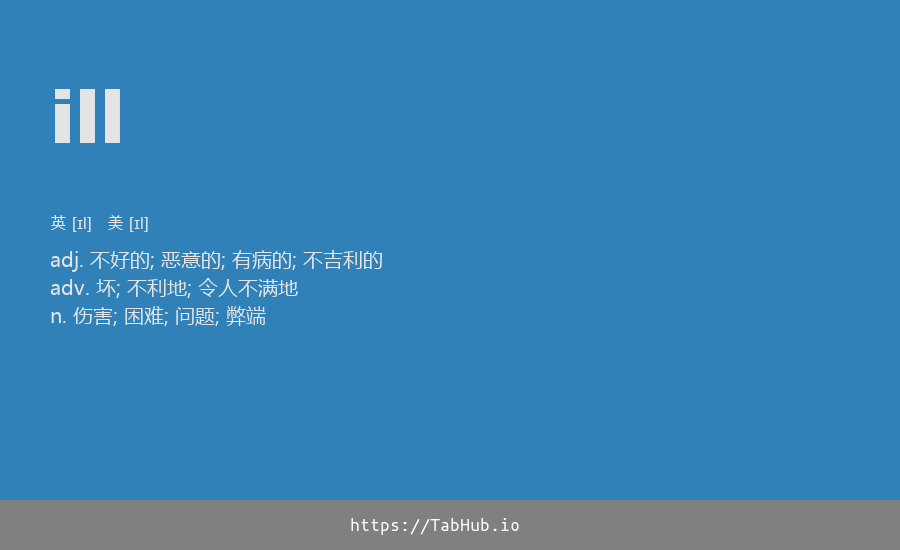 ill
英 [ɪl] 美 [ɪl]
adj. 不好的; 恶意的; 有病的; 不吉利的
adv. 坏; 不利地; 令人不满地
n. 伤害; 困难; 问题; 弊端
https://TabHub.io